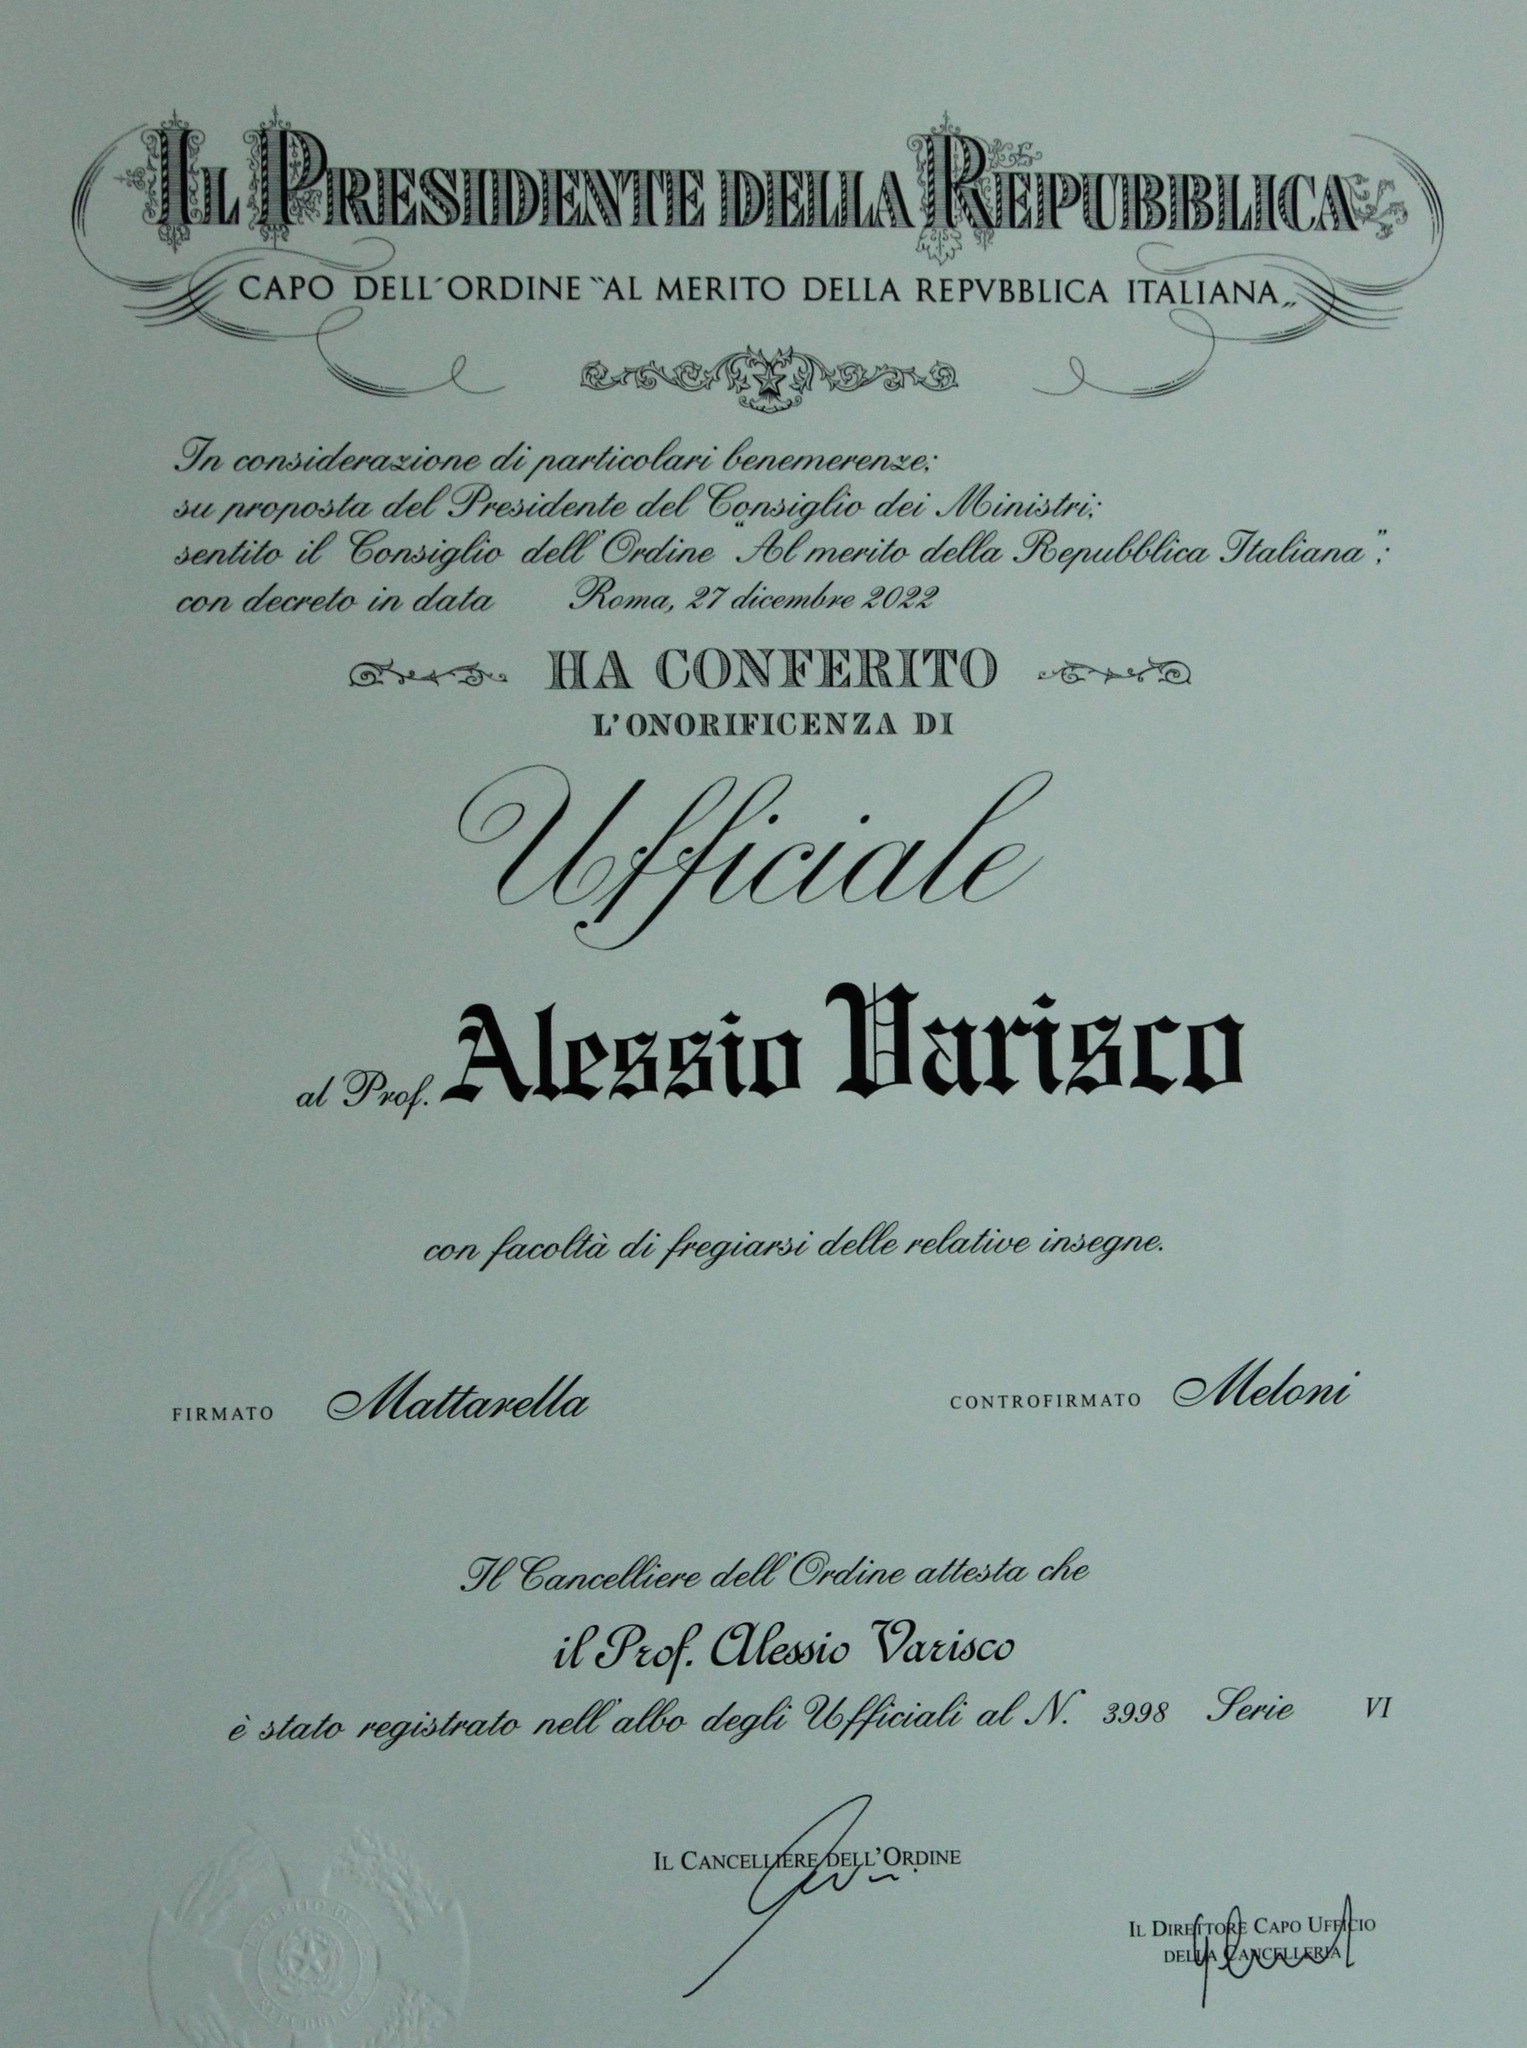 IL PRESIDENTE DELLA REPUBBLICA
CAPO DELL'ORDINE "AL MERITO DELLA REPVBBLICA ITALIANA„
In considerazione di particolari benemerenze;
su proposta del Presidente del Consiglio dei Ministri;
sentito il Consiglio dell'Ordine "Al merito della Repubblica Italiana";
con decreto in data Roma, 27 dicembre 2022
HA CONFERITO
L'ONORIFICENZA DI
Ufficiale
al Prof. Alessio Varisco
con facoltà di fregiarsi delle relative insegne.
FIRMATO Mattarella CONTROFIRMATO Meloni
Il Cancelliere dell'Ordine attesta che
il Prof. Alessio Varisco
è stato registrato nell'albo degli Ufficiali al N. 3998 Serie VI
IL CANCELLIERE DELL'ORDINE
IL DIRETTORE CAPO UFFICIO
DELLA CANCELLERIA